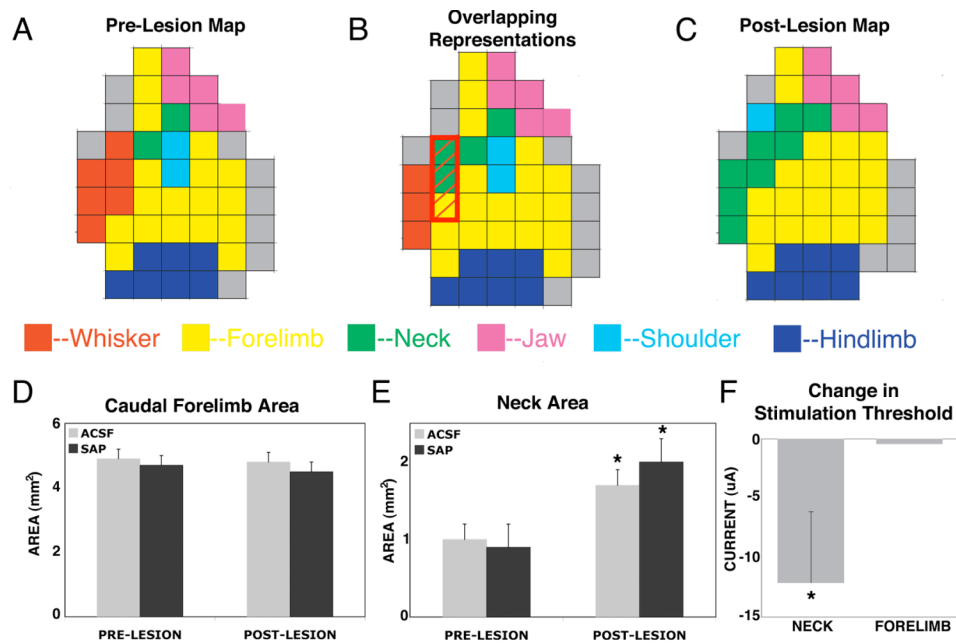 A
Pre-Lesion Map
B
Overlapping
Representations
C
Post-Lesion Map
--Whisker
--Forelimb
--Neck
--Jaw
--Shoulder
--Hindlimb
D
Caudal Forelimb Area
ACSF
SAP
AREA (mm²)
6
4
2
0
PRE-LESION
POST-LESION
E
Neck Area
ACSF
SAP
AREA (mm²)
2
1
0
*
*
PRE-LESION
POST-LESION
F
Change in
Stimulation Threshold
CURRENT (uA)
0
-5
-10
-15
*
NECK
FORELIMB